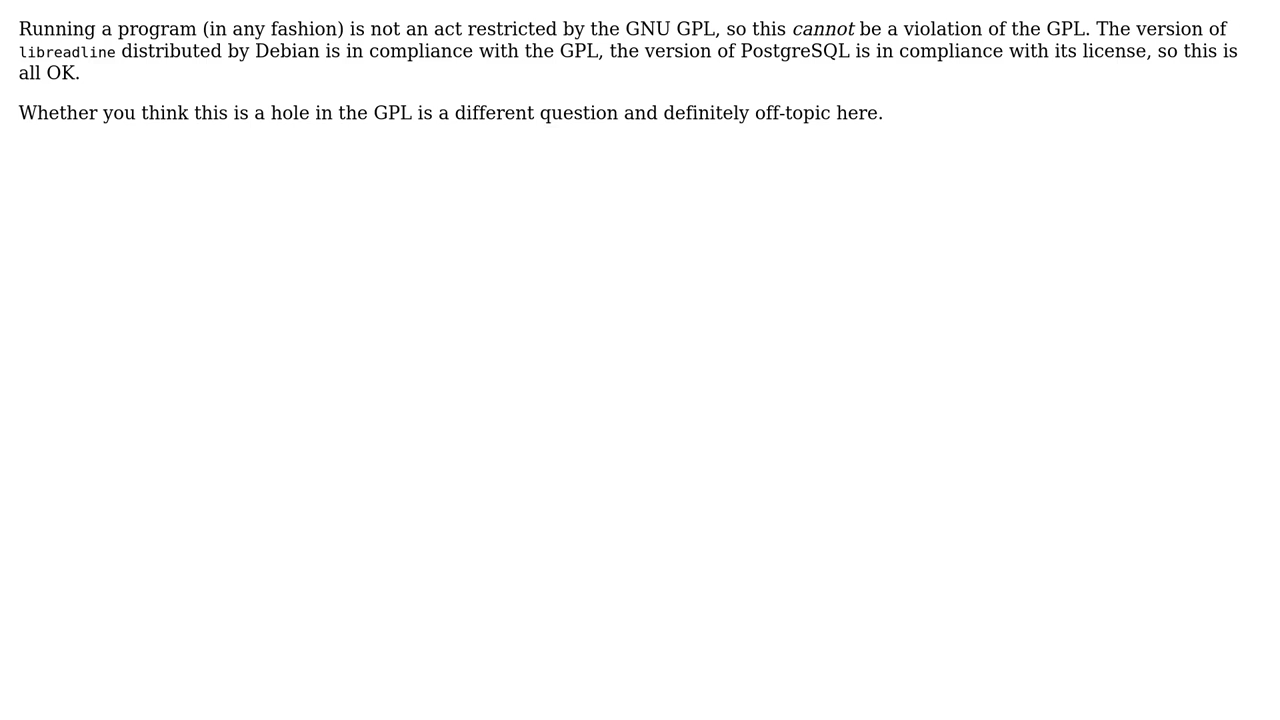 Running a program (in any fashion) is not an act restricted by the GNU GPL, so this cannot be a violation of the GPL. The version of
libreadline distributed by Debian is in compliance with the GPL, the version of PostgreSQL is in compliance with its license, so this is
all OK.
Whether you think this is a hole in the GPL is a different question and definitely off-topic here.